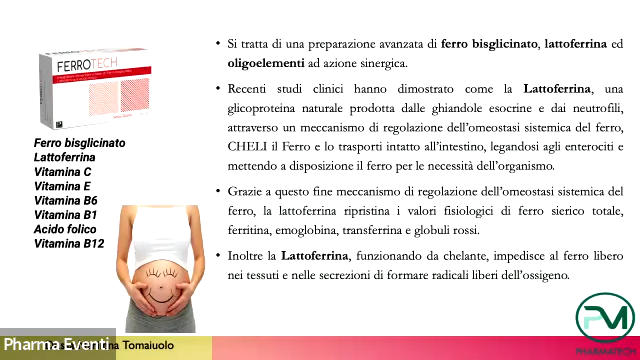 FERROTECH
Ferro bisglicinato
Lattoferrina
Vitamina C
Vitamina E
Vitamina B6
Vitamina B1
Acido folico
Vitamina B12
• Si tratta di una preparazione avanzata di ferro bisglicinato, lattoferrina ed
oligoelementi ad azione sinergica.
• Recenti studi clinici hanno dimostrato come la Lattoferrina, una
glicoproteina naturale prodotta dalle ghiandole esocrine e dai neutrofili,
attraverso un meccanismo di regolazione dell'omeostasi sistemica del ferro,
CHELI il Ferro e lo trasporti intatto all'intestino, legandosi agli enterociti e
mettendo a disposizione il ferro per le necessità dell'organismo.
• Grazie a questo fine meccanismo di regolazione dell'omeostasi sistemica del
ferro, la lattoferrina ripristina i valori fisiologici di ferro sierico totale,
ferritina, emoglobina, transferrina e globuli rossi.
• Inoltre la Lattoferrina, funzionando da chelante, impedisce al ferro libero
nei tessuti e nelle secrezioni di formare radicali liberi dell'ossigeno.
PHARMATECH
Pharma Eventi
Tomaiuolo